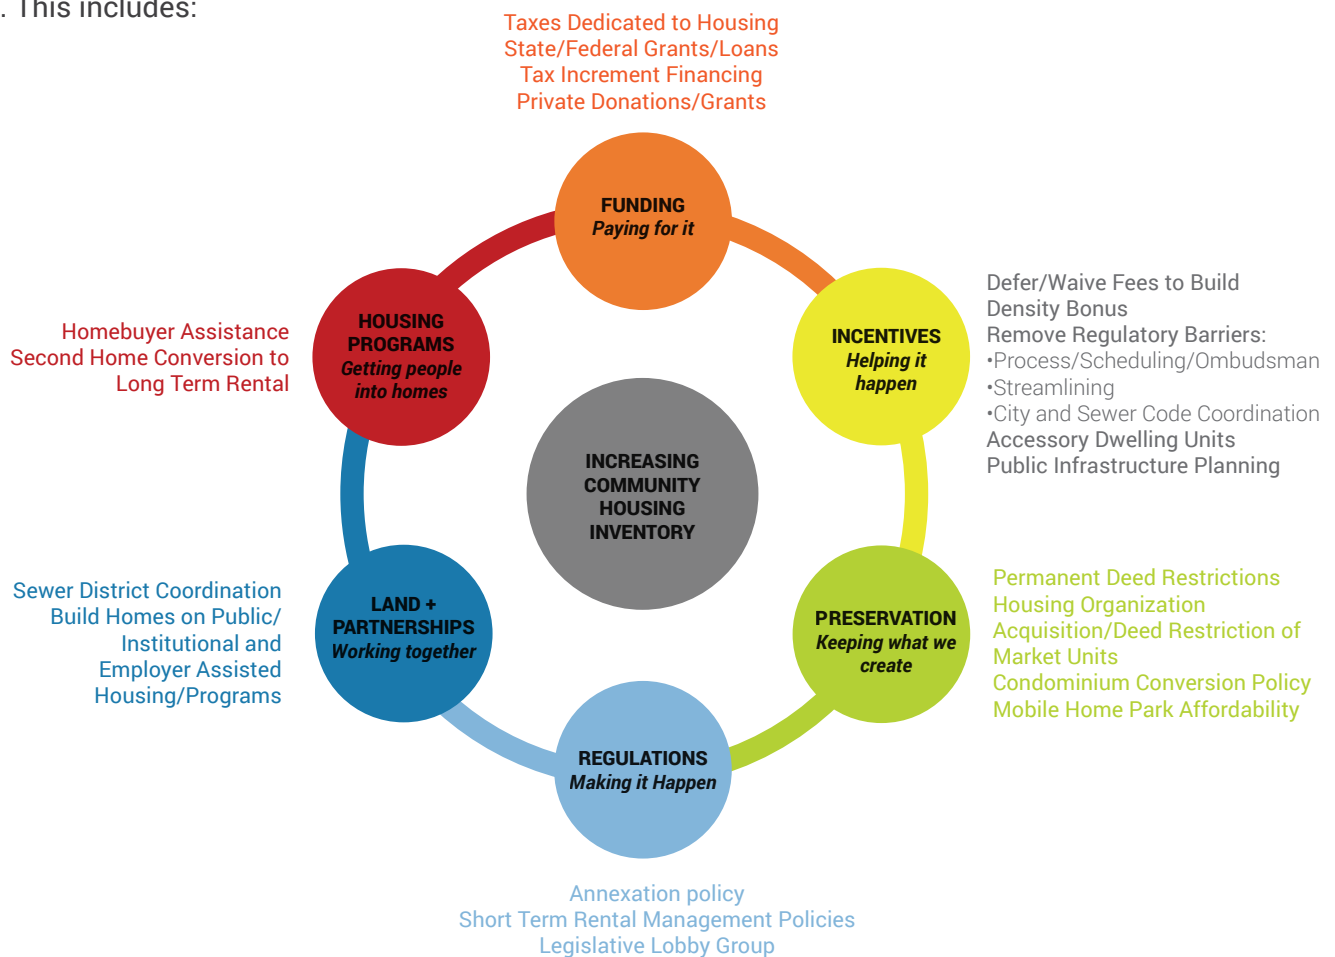 . This includes:
Taxes Dedicated to Housing
State/Federal Grants/Loans
Tax Increment Financing
Private Donations/Grants
FUNDING
Paying for it
HOUSING
PROGRAMS
Getting people
into homes
Homebuyer Assistance
Second Home Conversion to
Long Term Rental
INCENTIVES
Helping it
happen
Defer/Waive Fees to Build
Density Bonus
Remove Regulatory Barriers:
•Process/Scheduling/Ombudsman
•Streamlining
•City and Sewer Code Coordination
Accessory Dwelling Units
Public Infrastructure Planning
INCREASING
COMMUNITY
HOUSING
INVENTORY
Sewer District Coordination
Build Homes on Public/
Institutional and
Employer Assisted
Housing/Programs
LAND +
PARTNERSHIPS
Working together
PRESERVATION
Keeping what we
create
Permanent Deed Restrictions
Housing Organization
Acquisition/Deed Restriction of
Market Units
Condominium Conversion Policy
Mobile Home Park Affordability
REGULATIONS
Making it Happen
Annexation policy
Short Term Rental Management Policies
Legislative Lobby Group